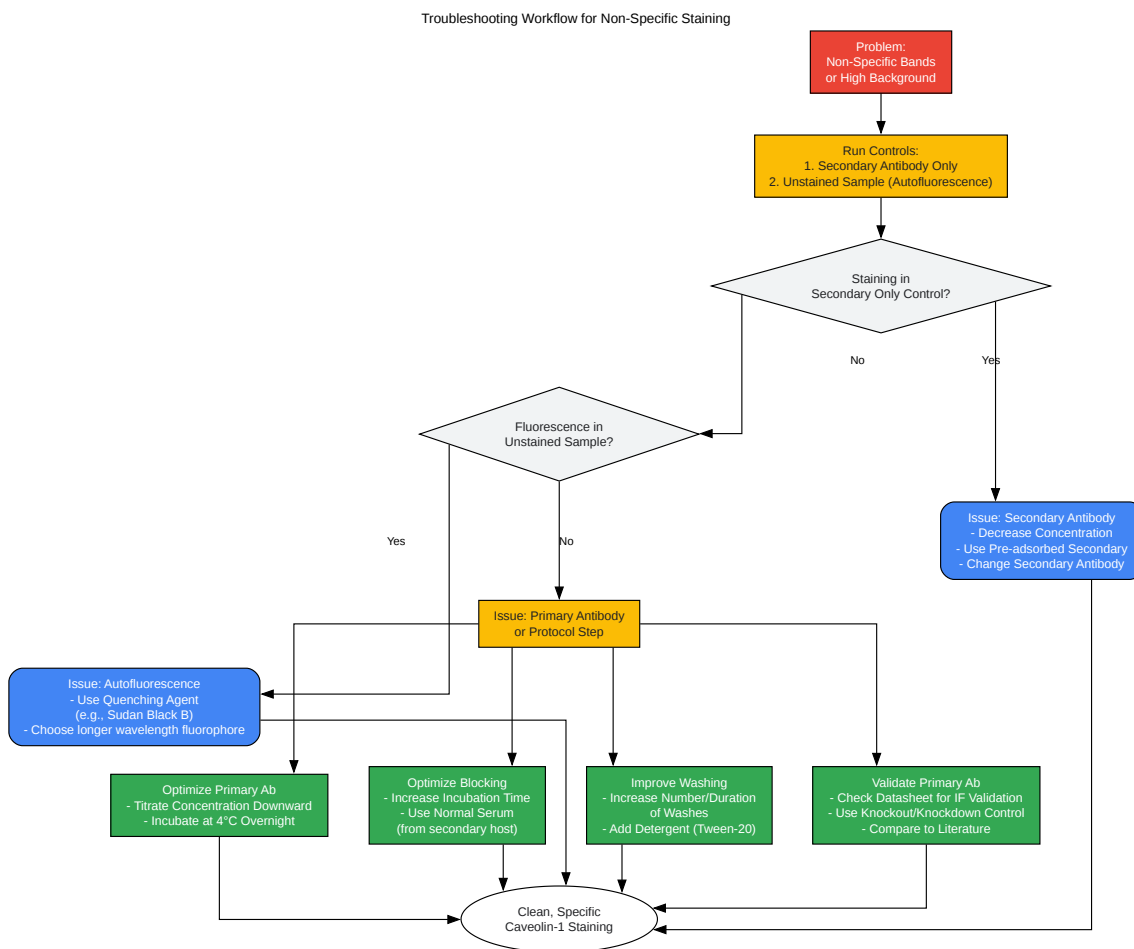 Troubleshooting Workflow for Non-Specific Staining
Problem:
Non-Specific Bands
or High Background
Run Controls:
1. Secondary Antibody Only
2. Unstained Sample (Autofluorescence)
Staining in
Secondary Only Control?
No
Yes
Fluorescence in
Unstained Sample?
Yes
No
Issue: Secondary Antibody
- Decrease Concentration
- Use Pre-adsorbed Secondary
- Change Secondary Antibody
Issue: Primary Antibody
or Protocol Step
Issue: Autofluorescence
- Use Quenching Agent
(e.g., Sudan Black B)
- Choose longer wavelength fluorophore
Optimize Primary Ab
- Titrate Concentration Downward
- Incubate at 4°C Overnight
Optimize Blocking
- Increase Incubation Time
- Use Normal Serum
(from secondary host)
Improve Washing
- Increase Number/Duration
of Washes
- Add Detergent (Tween-20)
Validate Primary Ab
- Check Datasheet for IF Validation
- Use Knockout/Knockdown Control
- Compare to Literature
Clean, Specific
Caveolin-1 Staining